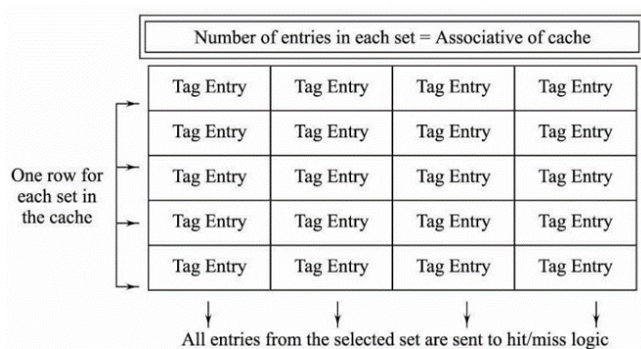 Number of entries in each set = Associative of cache
Tag Entry Tag Entry Tag Entry Tag Entry
Tag Entry Tag Entry Tag Entry Tag Entry
One row for
each set in
the cache
Tag Entry Tag Entry Tag Entry Tag Entry
Tag Entry Tag Entry Tag Entry Tag Entry
Tag Entry Tag Entry Tag Entry Tag Entry
All entries from the selected set are sent to hit/miss logic